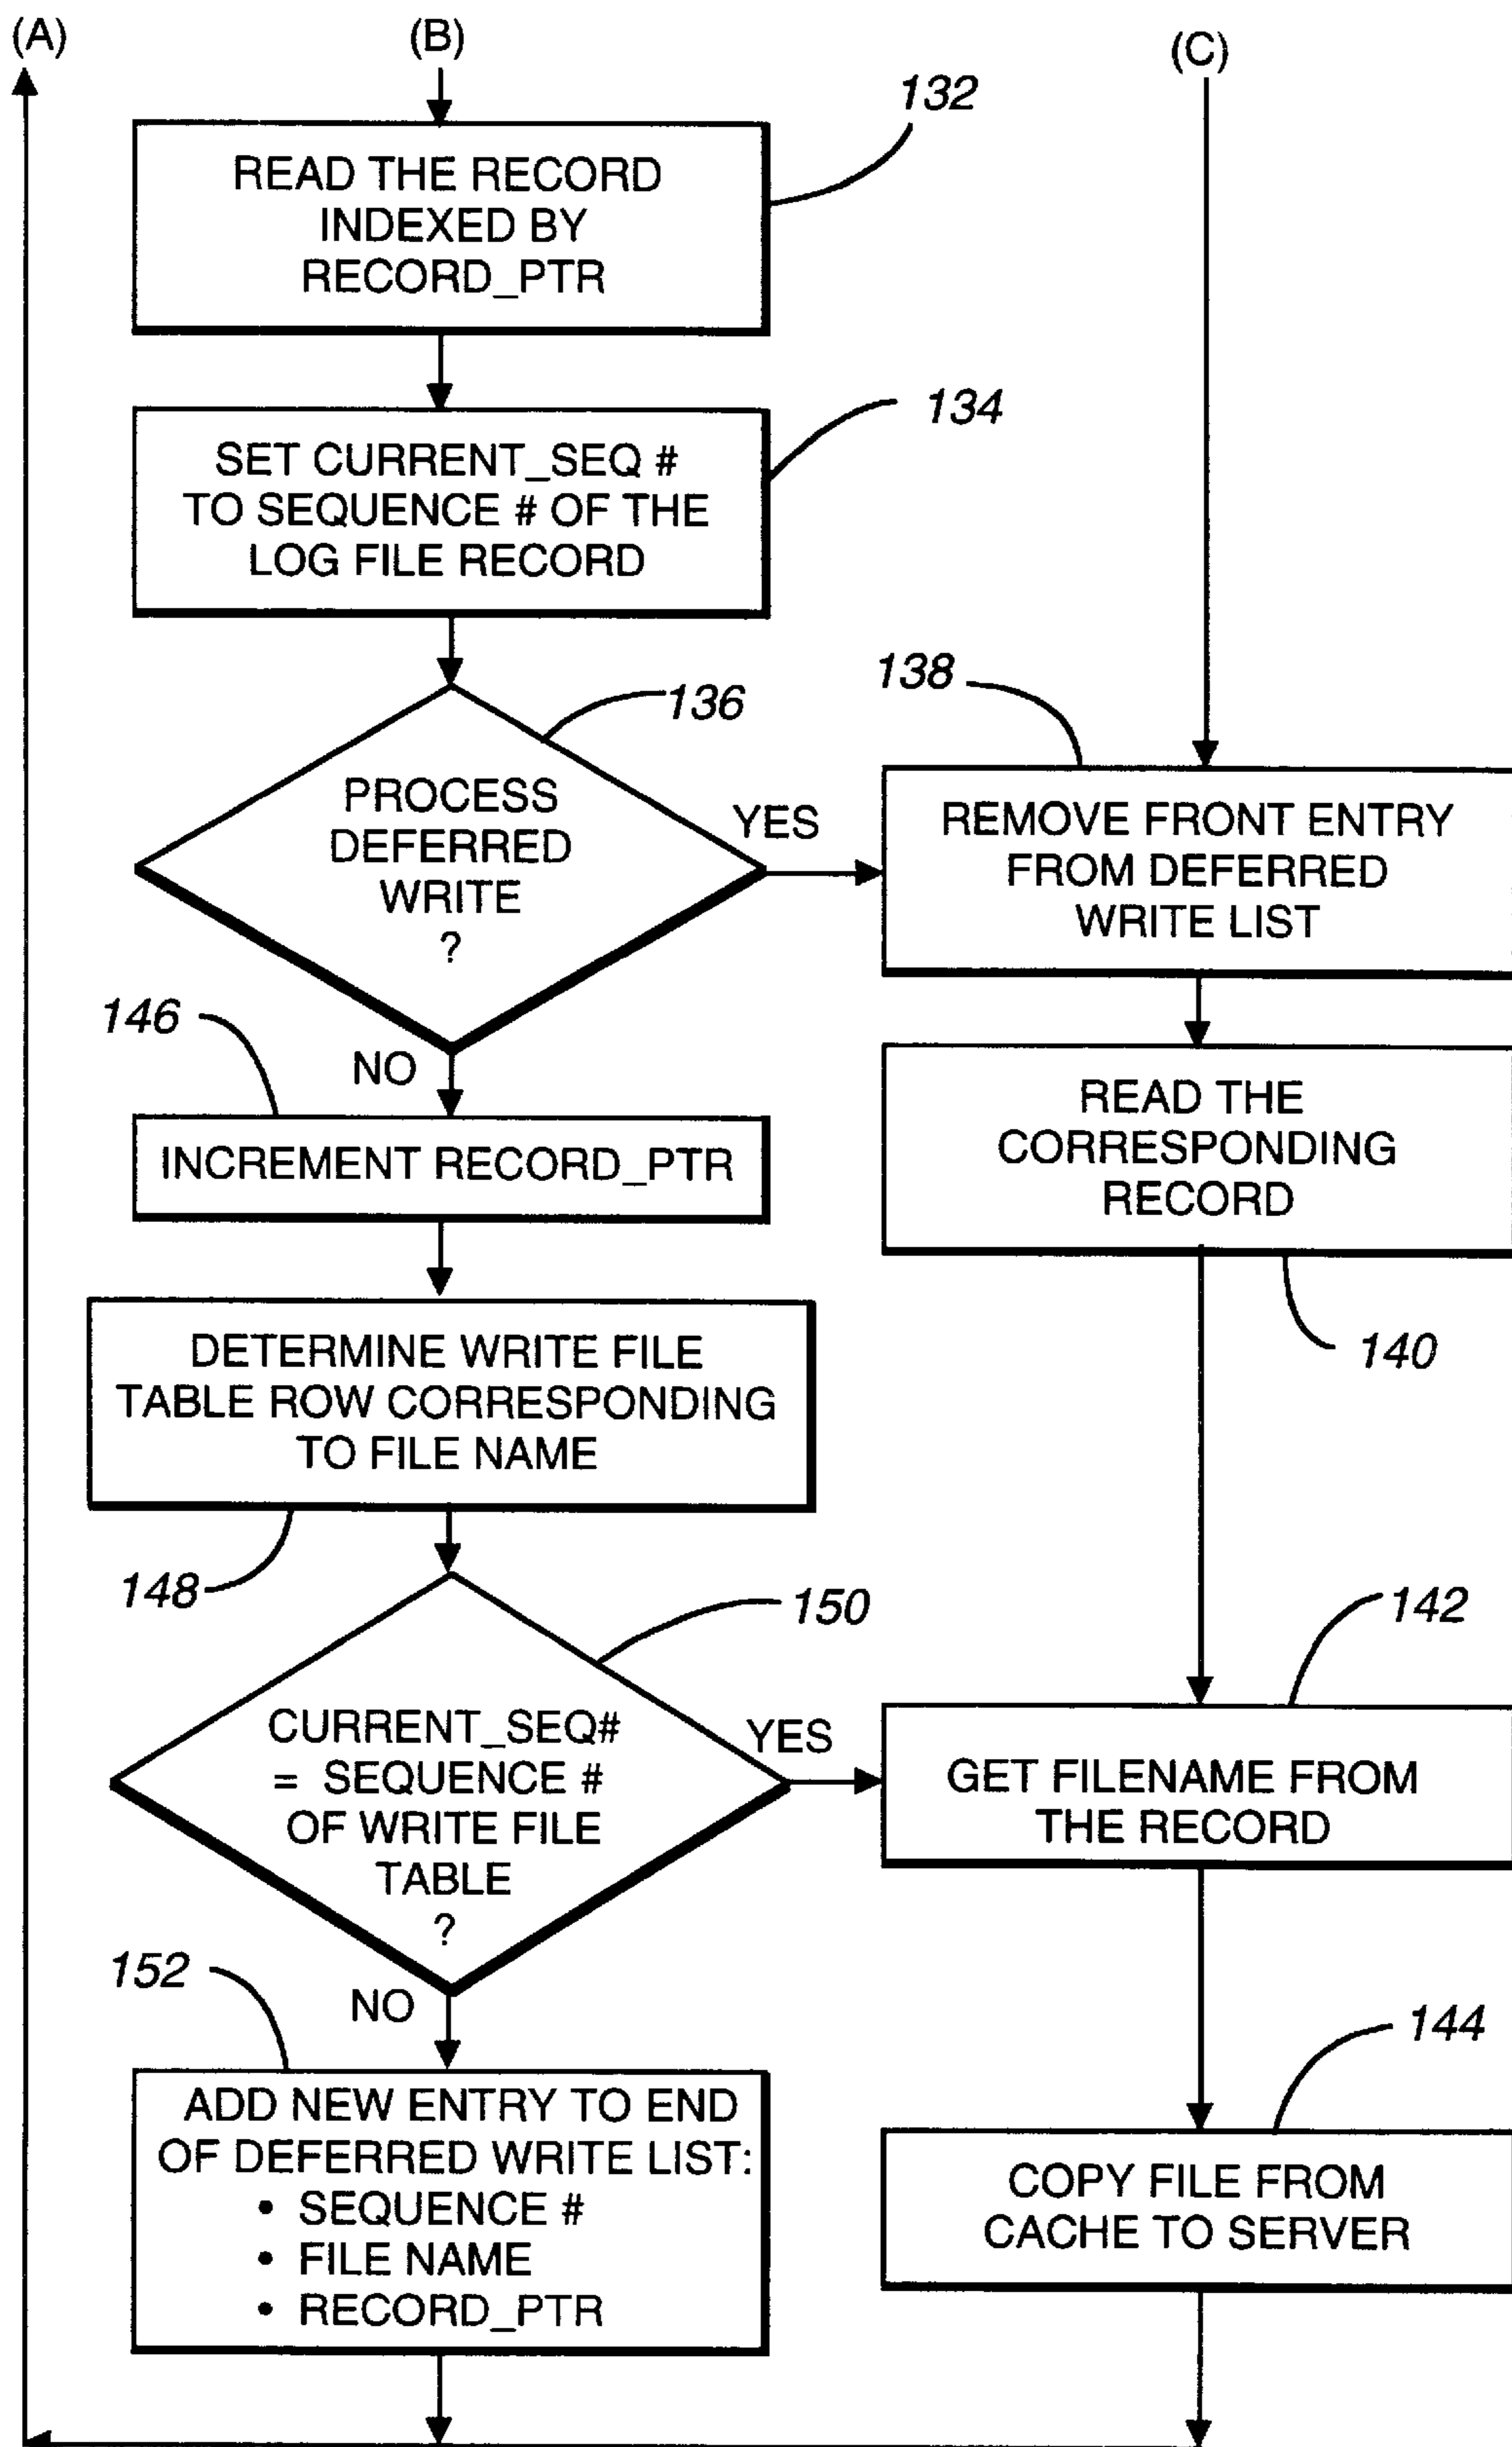 (A)
(B)
(C)
132
READ THE RECORD
INDEXED BY
RECORD_PTR
134
SET CURRENT_SEQ #
TO SEQUENCE # OF THE
LOG FILE RECORD
136
PROCESS
DEFERRED
WRITE
?
YES
NO
138
REMOVE FRONT ENTRY
FROM DEFERRED
WRITE LIST
READ THE
CORRESPONDING
RECORD
140
146
INCREMENT RECORD_PTR
DETERMINE WRITE FILE
TABLE ROW CORRESPONDING
TO FILE NAME
148
150
CURRENT_SEQ#
= SEQUENCE #
OF WRITE FILE
TABLE
?
YES
NO
142
GET FILENAME FROM
THE RECORD
152
ADD NEW ENTRY TO END
OF DEFERRED WRITE LIST:
• SEQUENCE #
• FILE NAME
• RECORD_PTR
144
COPY FILE FROM
CACHE TO SERVER